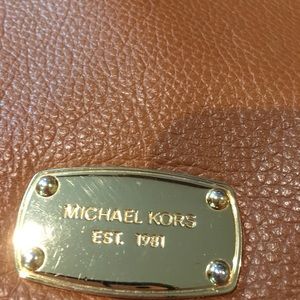 MICHAEL KORS
EST. 1981